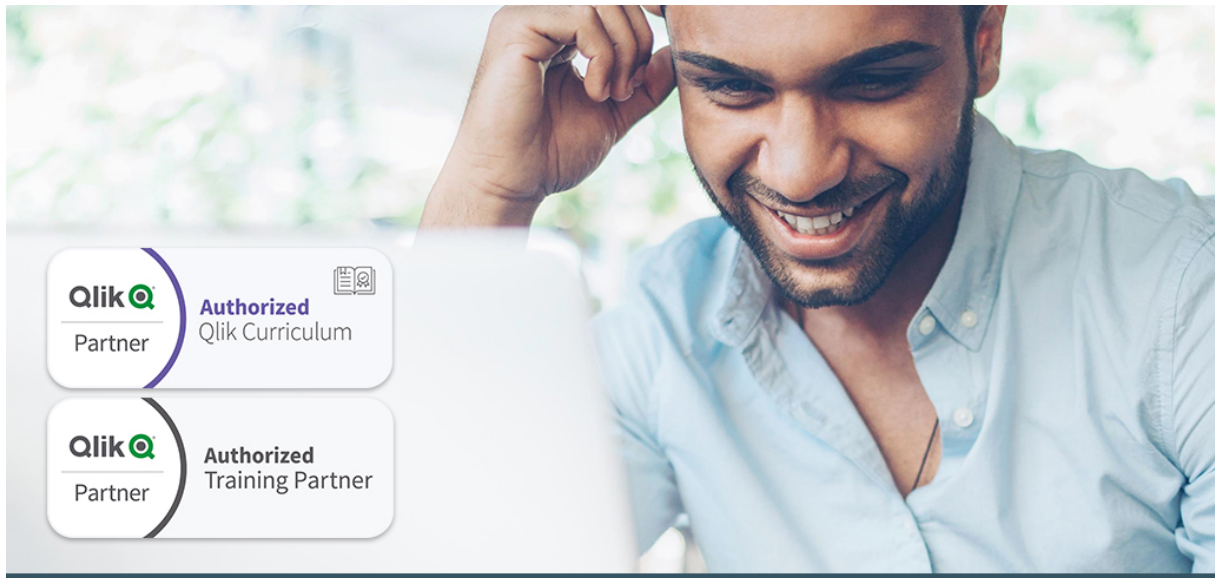 Qlik
Partner
Authorized
Qlik Curriculum
Qlik
Partner
Authorized
Training Partner